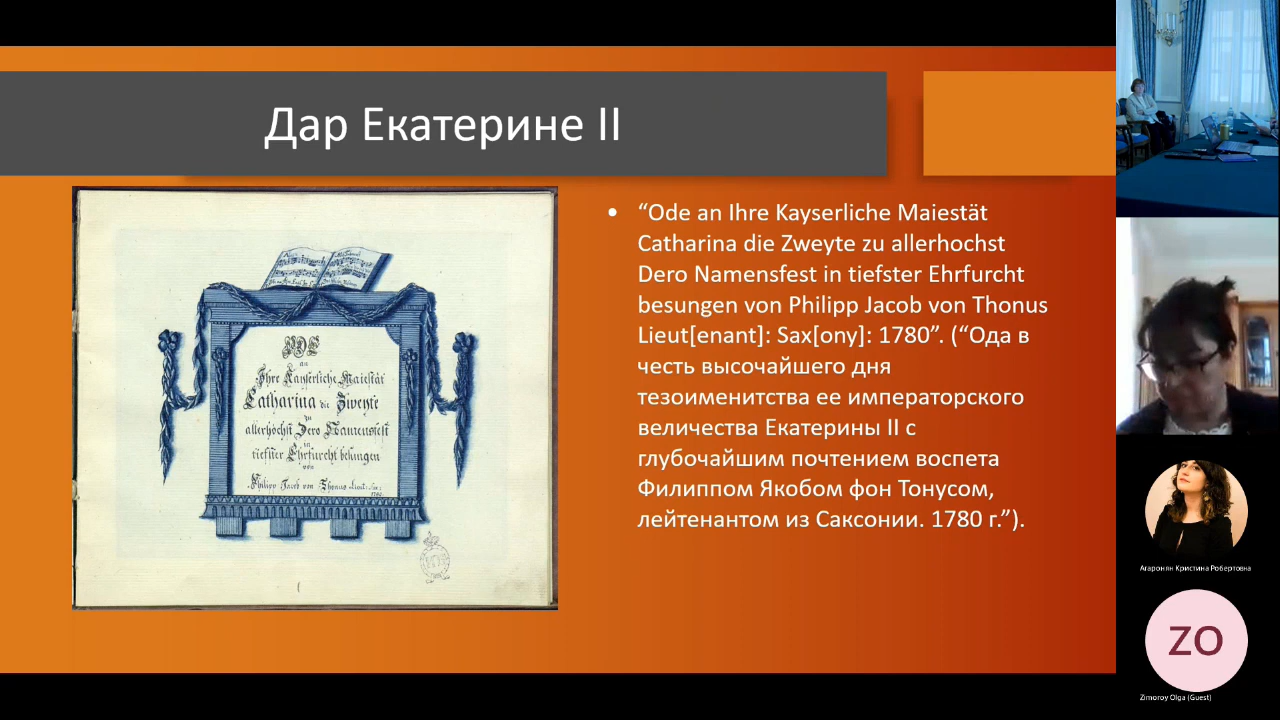 Дар Екатерине II
ODE
an
Ihre Kayserliche Maiestät
Catharina die Zweyte
zu
allerhöchst Dero Namensfest
in
tiefster Ehrfurcht besungen
von
Philipp Jacob von Thonus
• “Ode an Ihre Kayserliche Maiestät
Catharina die Zweyte zu allerhochst
Dero Namensfest in tiefster Ehrfurcht
besungen von Philipp Jacob von Thonus
Lieut[enant]: Sax[ony]: 1780”. (“Ода в
честь высочайшего дня
тезоименитства ее императорского
величества Екатерины II с
глубочайшим почтением воспета
Филиппом Якобом фон Тонусом,
лейтенантом из Саксонии. 1780 г.”).
Агаронян Кристина Робертовна
ZO
Zimoroy Olga (Guest)